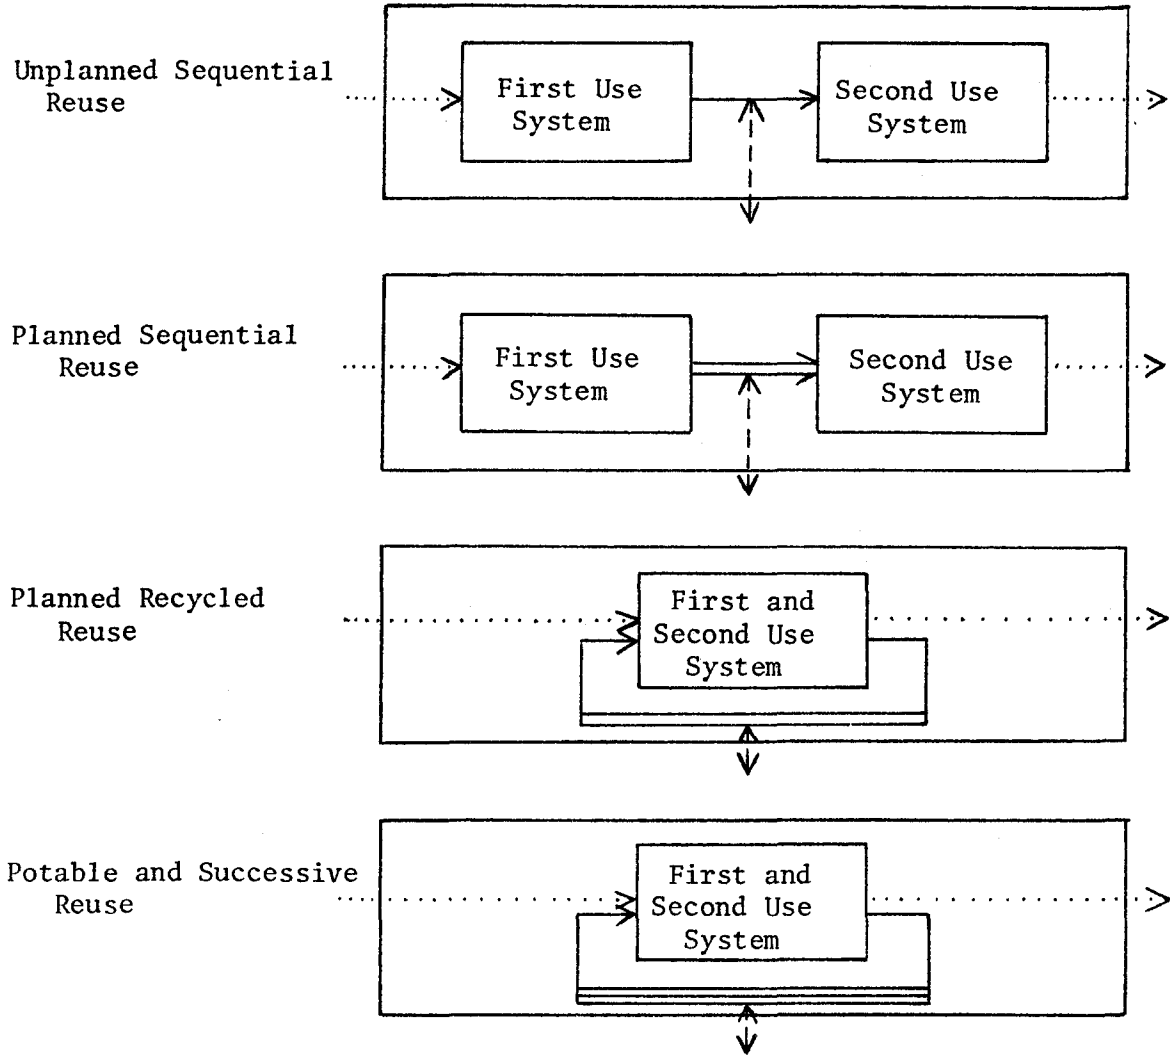 Unplanned Sequential
Reuse
First Use
System
Second Use
System
Planned Sequential
Reuse
First Use
System
Second Use
System
Planned Recycled
Reuse
First and
Second Use
System
Potable and Successive
Reuse
First and
Second Use
System